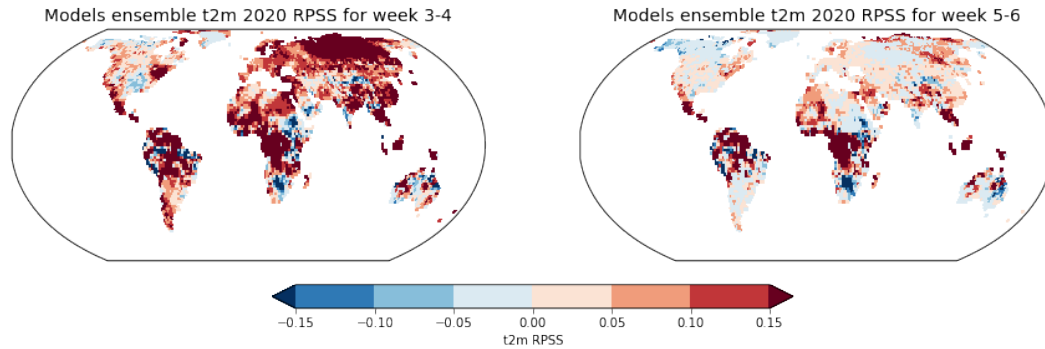 Models ensemble t2m 2020 RPSS for week 3-4
Models ensemble t2m 2020 RPSS for week 5-6
−0.15 −0.10 −0.05 0.00 0.05 0.10 0.15
t2m RPSS